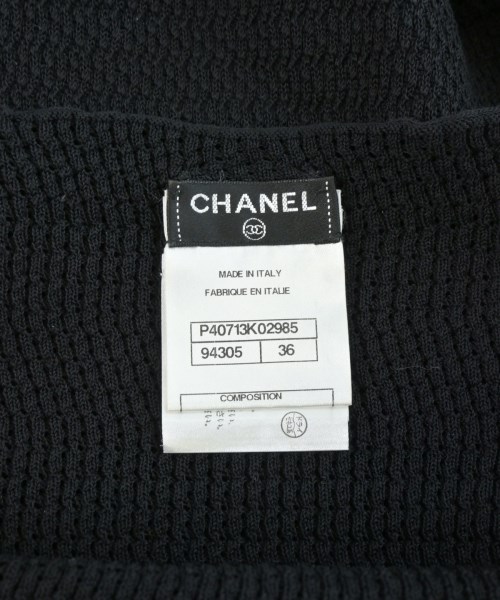 CHANEL
MADE IN ITALY
FABRIQUE EN ITALIE
P40713K02985
94305 36
COMPOSITION